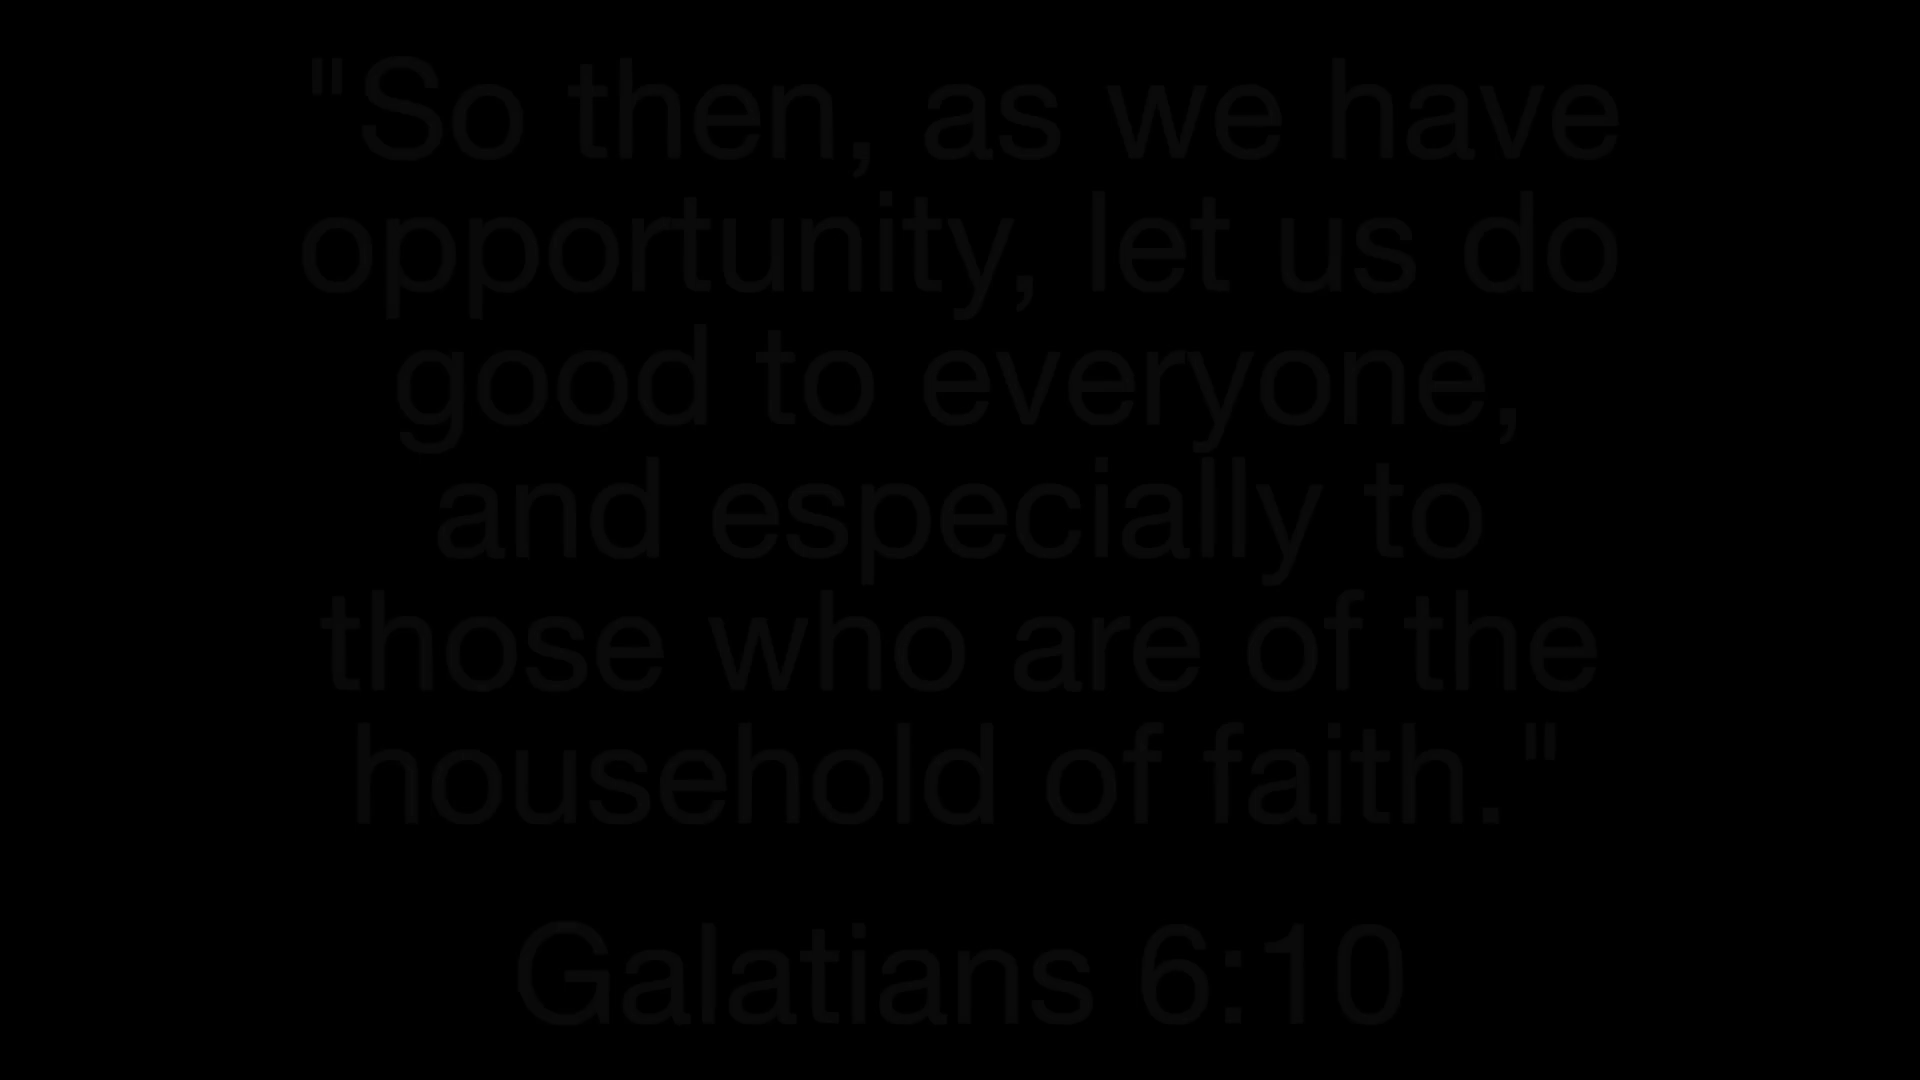 "So then, as we have
opportunity, let us do
good to everyone,
and especially to
those who are of the
household of faith."
Galatians 6:10